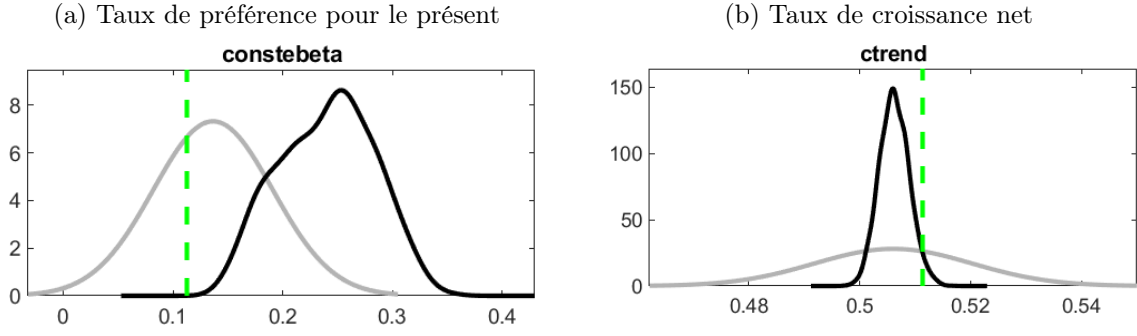 (a) Taux de préférence pour le présent
constebeta
8
6
4
2
0
0 0.1 0.2 0.3 0.4
(b) Taux de croissance net
ctrend
150
100
50
0
0.48 0.5 0.52 0.54